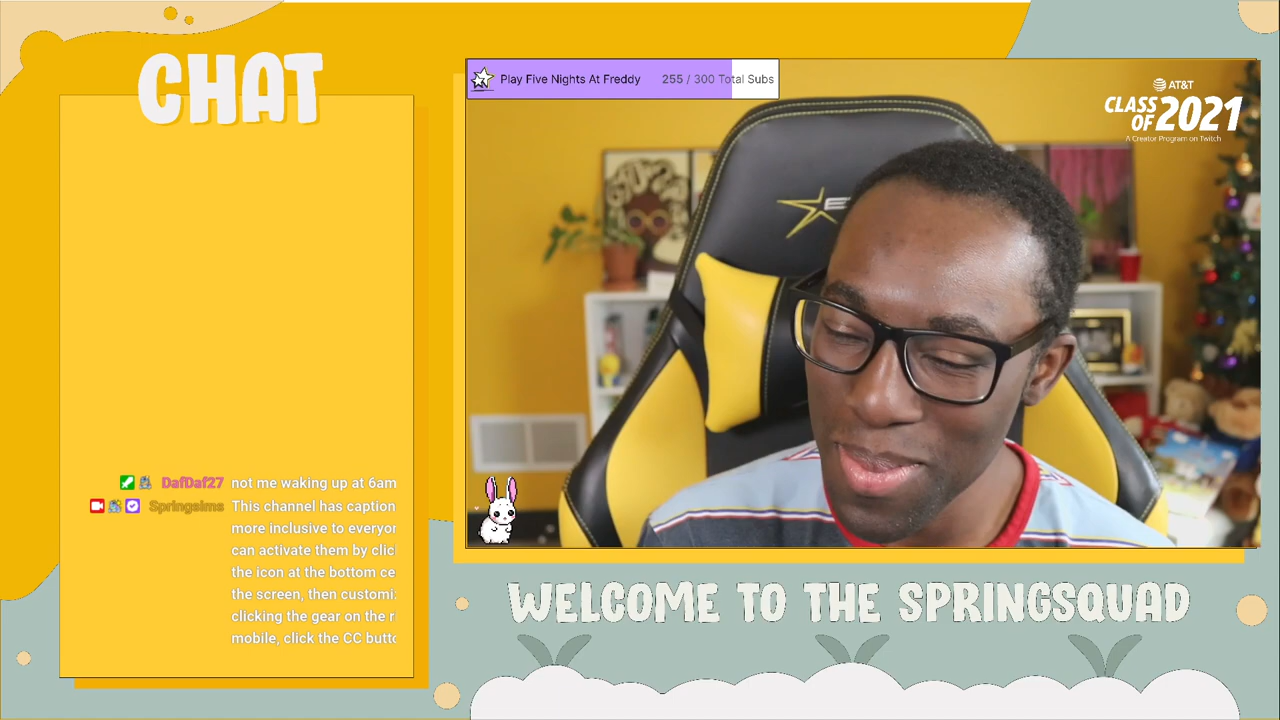 CHAT
Play Five Nights At Freddy 255 / 300 Total Subs
AT&T
CLASS
OF 2021
A Creator Program on Twitch
DafDaf27 not me waking up at 6am
Springsims This channel has caption
more inclusive to everyo
can activate them by clic
the icon at the bottom ce
the screen, then customi
clicking the gear on the r
mobile, click the CC butto
WELCOME TO THE SPRINGSQUAD